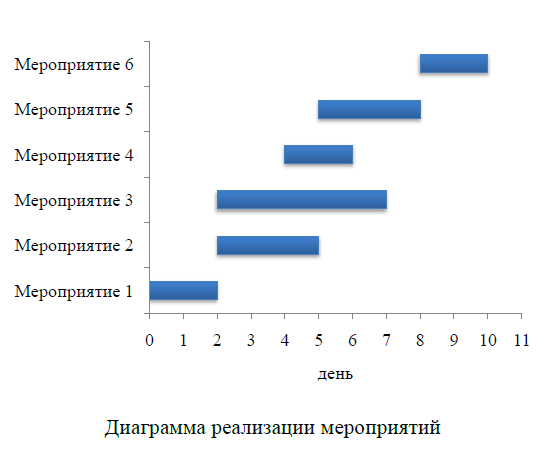 Мероприятие 6
Мероприятие 5
Мероприятие 4
Мероприятие 3
Мероприятие 2
Мероприятие 1
0 1 2 3 4 5 6 7 8 9 10 11
день
Диаграмма реализации мероприятий